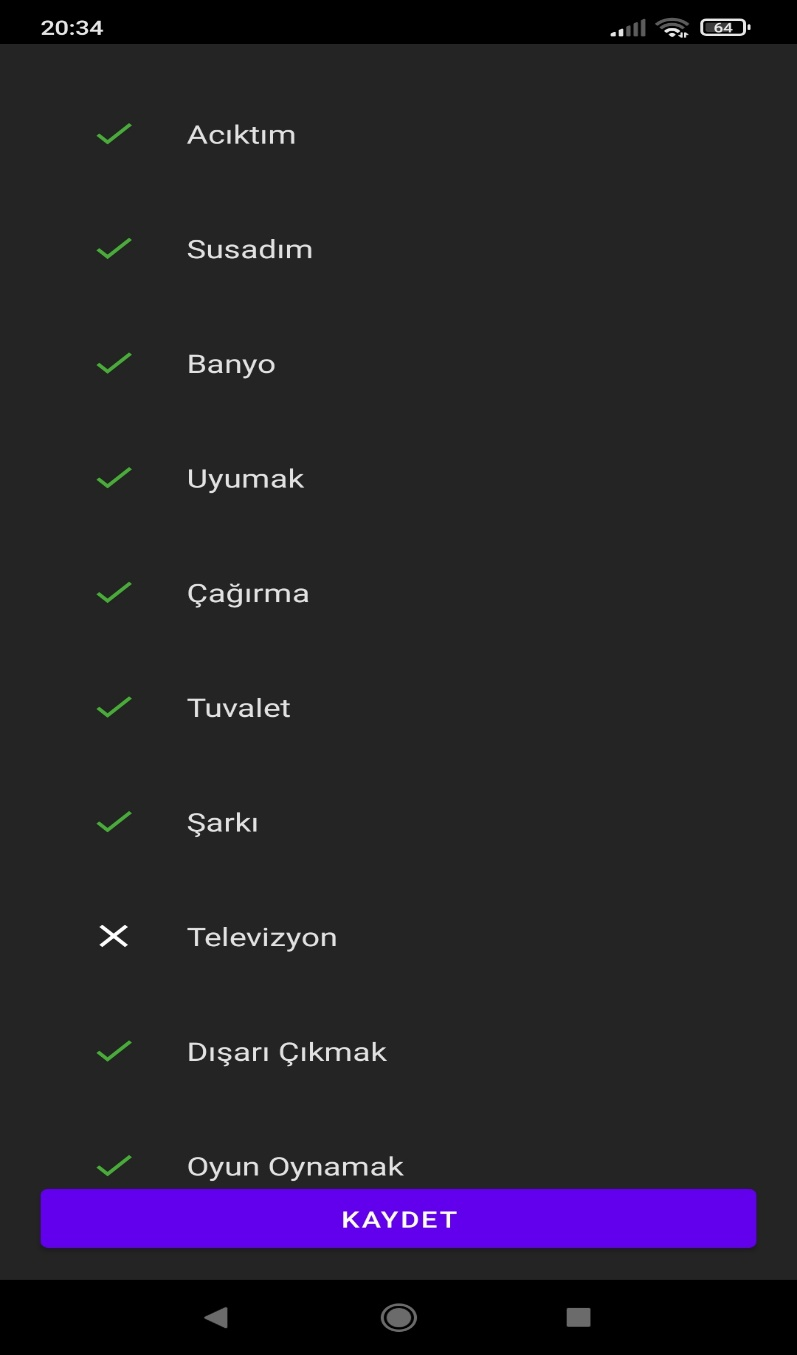 20:34
64
Acıktım
Susadım
Banyo
Uyumak
Çağırma
Tuvalet
Şarkı
Televizyon
Dışarı Çıkmak
Oyun Oynamak
KAYDET